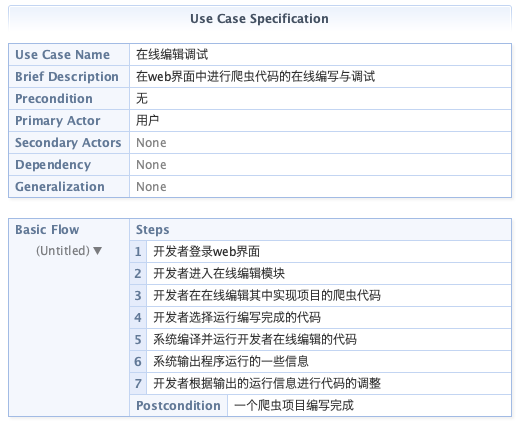 Use Case Specification
Use Case Name 在线编辑调试
Brief Description 在web界面中进行爬虫代码的在线编写与调试
Precondition 无
Primary Actor 用户
Secondary Actors None
Dependency None
Generalization None
Basic Flow Steps
(Untitled) ▼
1 开发者登录web界面
2 开发者进入在线编辑模块
3 开发者在在线编辑其中实现项目的爬虫代码
4 开发者选择运行编写完成的代码
5 系统编译并运行开发者在线编辑的代码
6 系统输出程序运行的一些信息
7 开发者根据输出的运行信息进行代码的调整
Postcondition 一个爬虫项目编写完成